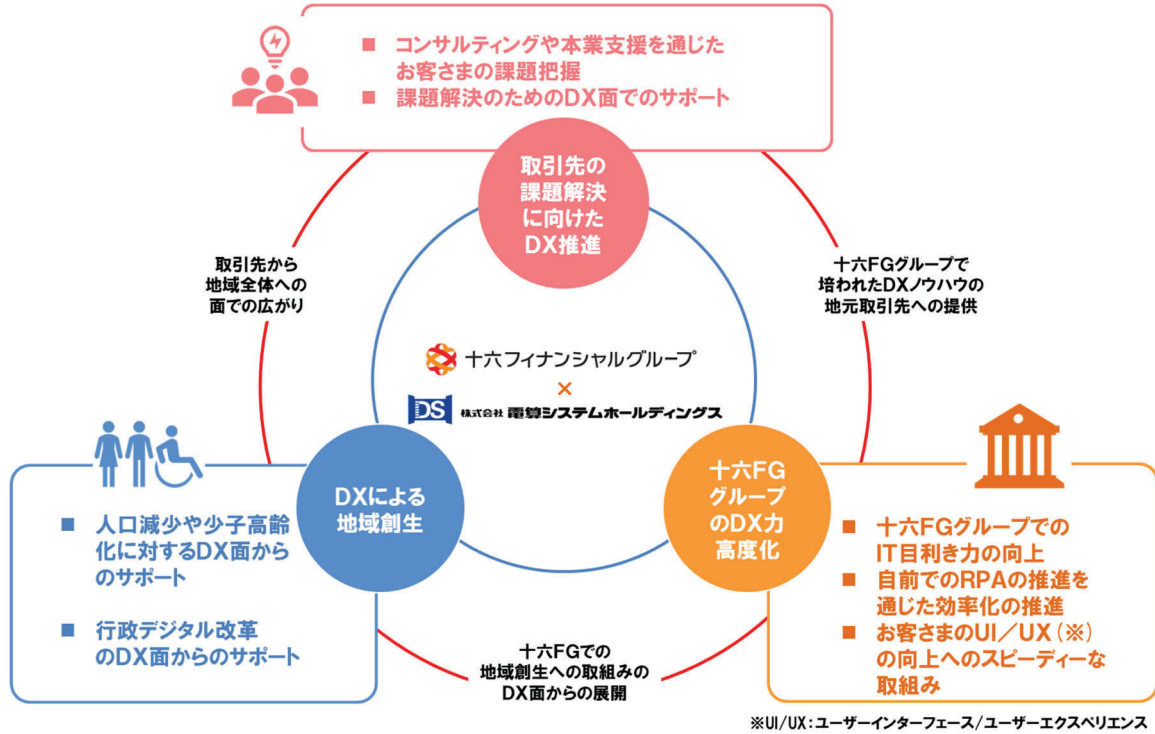 ■ コンサルティングや本業支援を通じた
お客さまの課題把握
■ 課題解決のためのDX面でのサポート
取引先の
課題解決
に向けた
DX推進
取引先から
地域全体への
面での広がり
十六FGグループで
培われたDXノウハウの
地元取引先への提供
十六フィナンシャルグループ
×
DS 株式会社 電算システムホールディングス
DXによる
地域創生
十六FG
グループ
のDX力
高度化
■ 人口減少や少子高齢
化に対するDX面から
のサポート
■ 行政デジタル改革
のDX面からのサポート
十六FGでの
地域創生への取組みの
DX面からの展開
■ 十六FGグループでの
IT目利き力の向上
■ 自前でのRPAの推進を
通じた効率化の推進
■ お客さまのUI/UX(※)
の向上へのスピーディーな
取組み
※UI/UX:ユーザーインターフェース/ユーザーエクスペリエンス